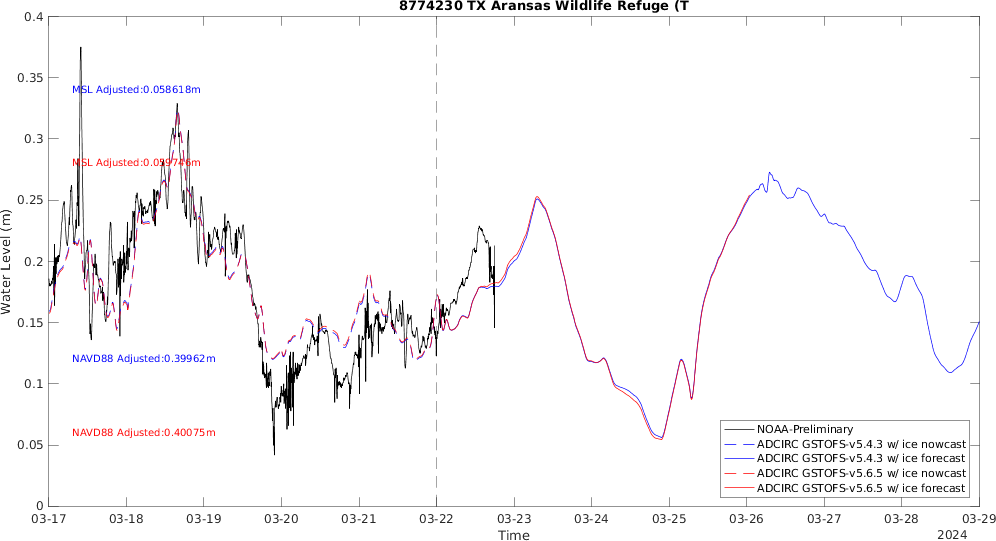 8774230 TX Aransas Wildlife Refuge (T
0.4
0.35
0.3
0.25
0.2
0.15
0.1
0.05
0
Water Level (m)
MSL Adjusted:0.058618m
MSL Adjusted:0.059746m
NAVD88 Adjusted:0.39962m
NAVD88 Adjusted:0.40075m
NOAA-Preliminary
ADCIRC GSTOFS-v5.4.3 w/ ice nowcast
ADCIRC GSTOFS-v5.4.3 w/ ice forecast
ADCIRC GSTOFS-v5.6.5 w/ ice nowcast
ADCIRC GSTOFS-v5.6.5 w/ ice forecast
03-17 03-18 03-19 03-20 03-21 03-22 03-23 03-24 03-25 03-26 03-27 03-28 03-29
Time
2024